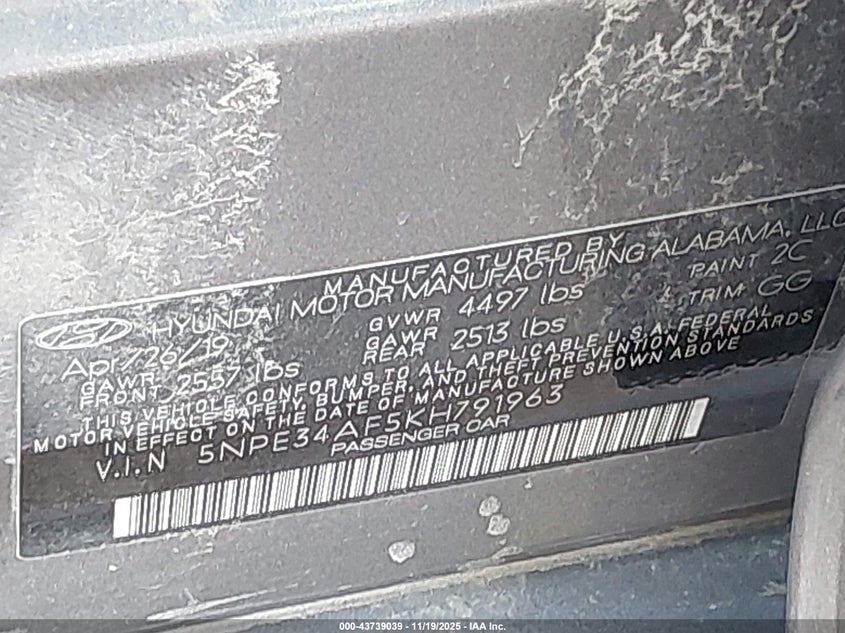 MANUFACTURED BY
HYUNDAI MOTOR MANUFACTURING ALABAMA, LLC
Apr/26/19 GVWR 4497 lbs PAINT 2C
GAWR FRONT 2557 lbs GAWR REAR 2513 lbs TRIM GG
THIS VEHICLE CONFORMS TO ALL APPLICABLE U.S.A. FEDERAL
MOTOR VEHICLE SAFETY, BUMPER, AND THEFT PREVENTION STANDARDS
IN EFFECT ON THE DATE OF MANUFACTURE SHOWN ABOVE
V.I.N 5NPE34AF5KH791963
PASSENGER CAR
000-43739039 - 11/19/2025 - IAA Inc.